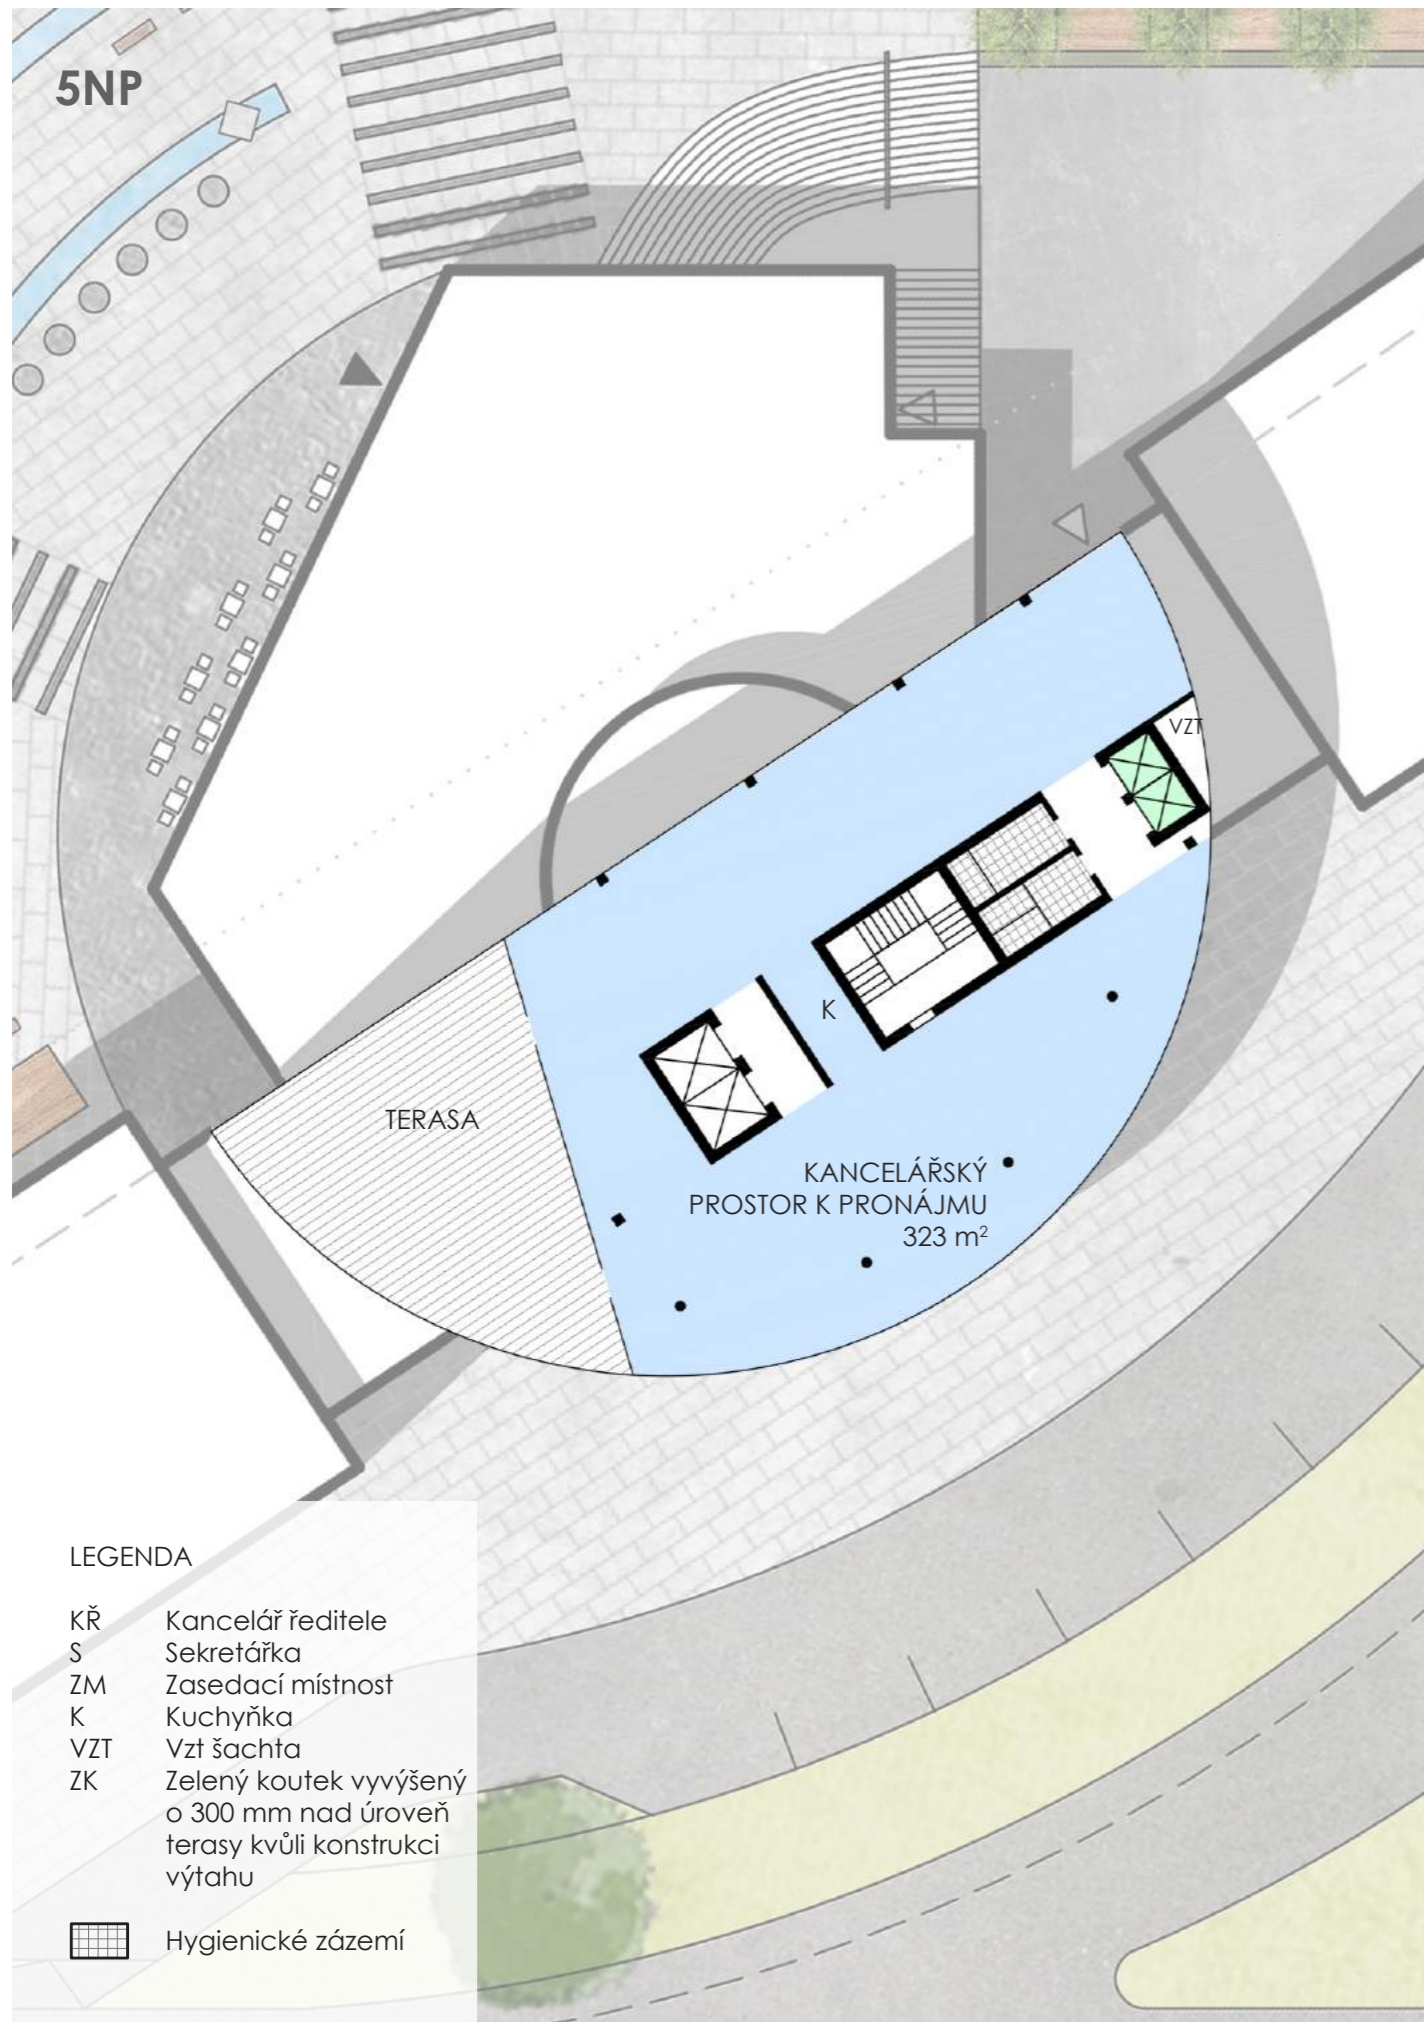 5NP
VZT
K
TERASA
KANCELÁŘSKÝ
PROSTOR K PRONÁJMU
323 m²
LEGENDA
KŘ Kancelář ředitele
S Sekretářka
ZM Zasedací místnost
K Kuchyňka
VZT Vzt šachta
ZK Zelený koutek vyvýšený
o 300 mm nad úroveň
terasy kvůli konstrukci
výtahu
Hygienické zázemí